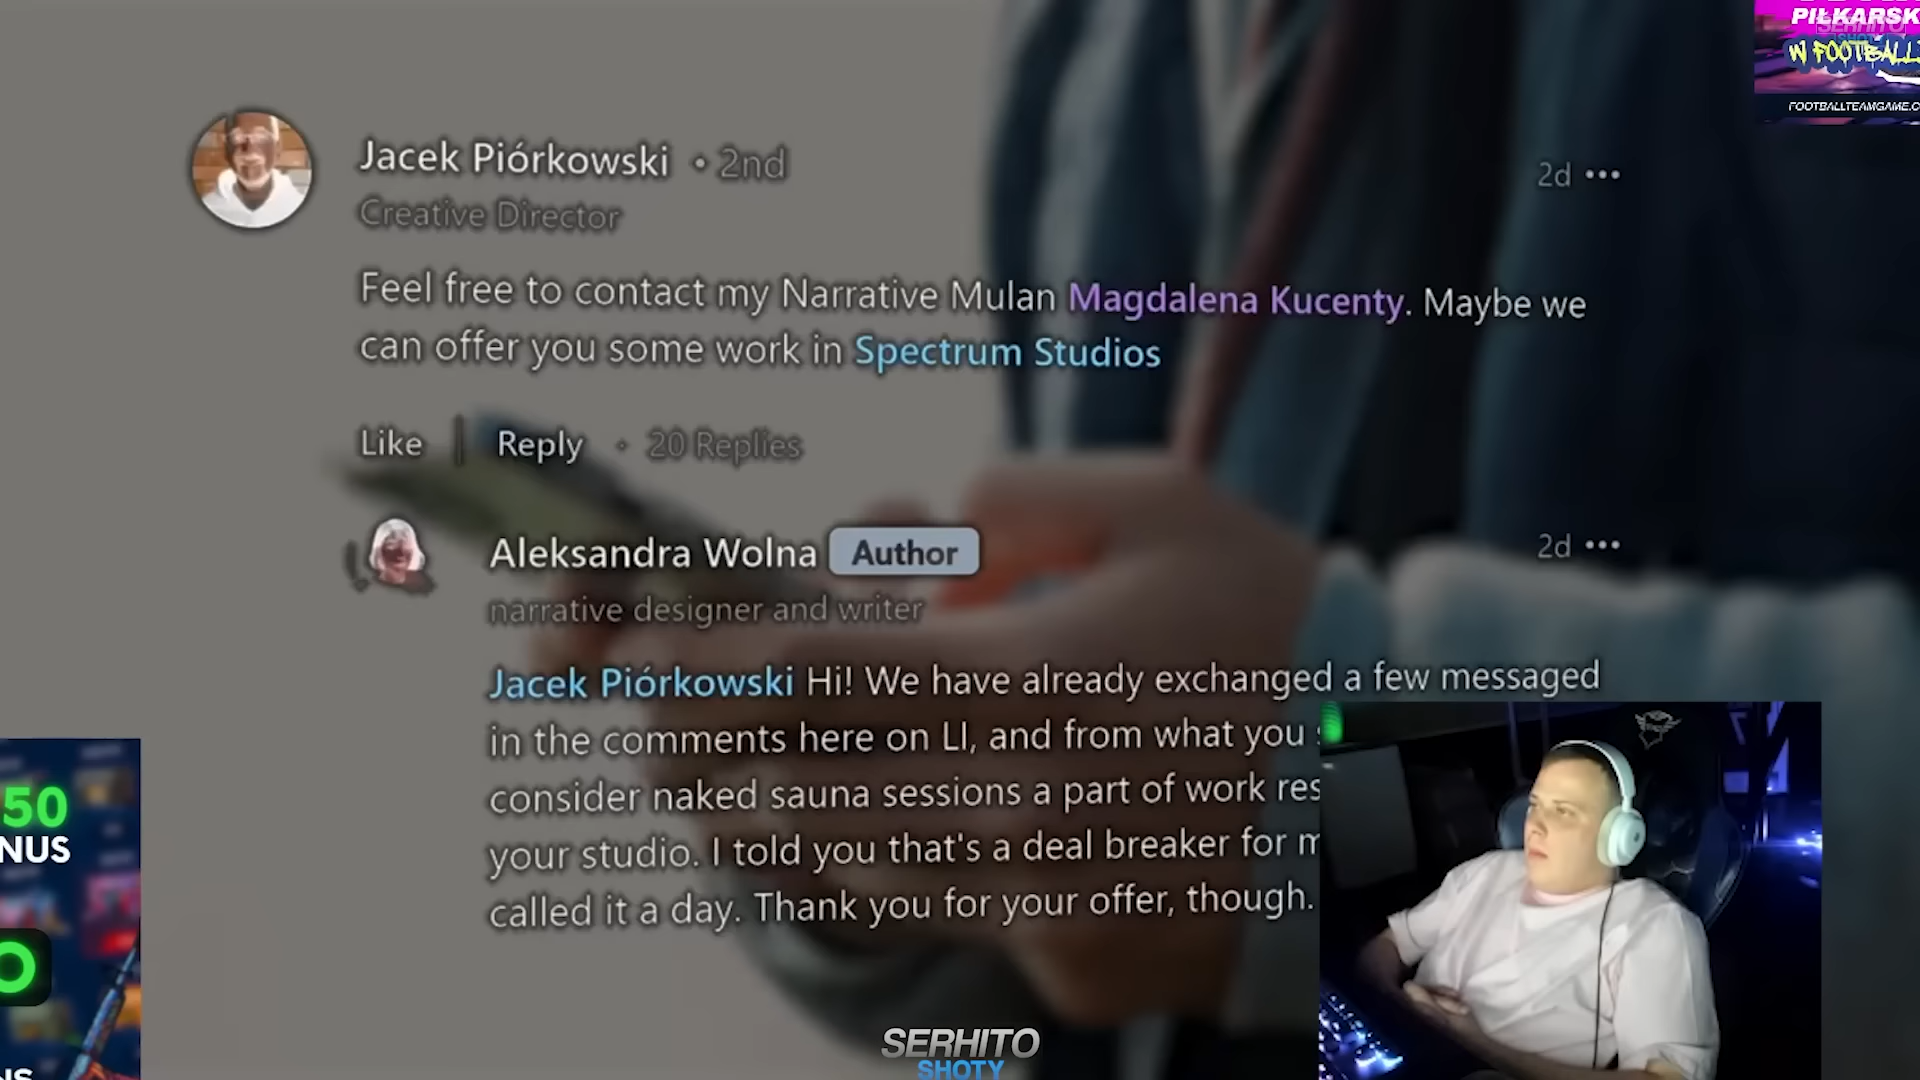 PIŁKARSK
SERHITO
W FOOTBALL
FOOTBALLTEAMGAME.C
Jacek Piórkowski • 2nd
2d •••
Creative Director
Feel free to contact my Narrative Mulan Magdalena Kucenty. Maybe we
can offer you some work in Spectrum Studios
Like | Reply • 20 Replies
Aleksandra Wolna Author
2d •••
narrative designer and writer
Jacek Piórkowski Hi! We have already exchanged a few messaged
in the comments here on LI, and from what you
consider naked sauna sessions a part of work res
your studio. I told you that's a deal breaker for m
called it a day. Thank you for your offer, though.
50
NUS
O
SERHITO
SHOTY